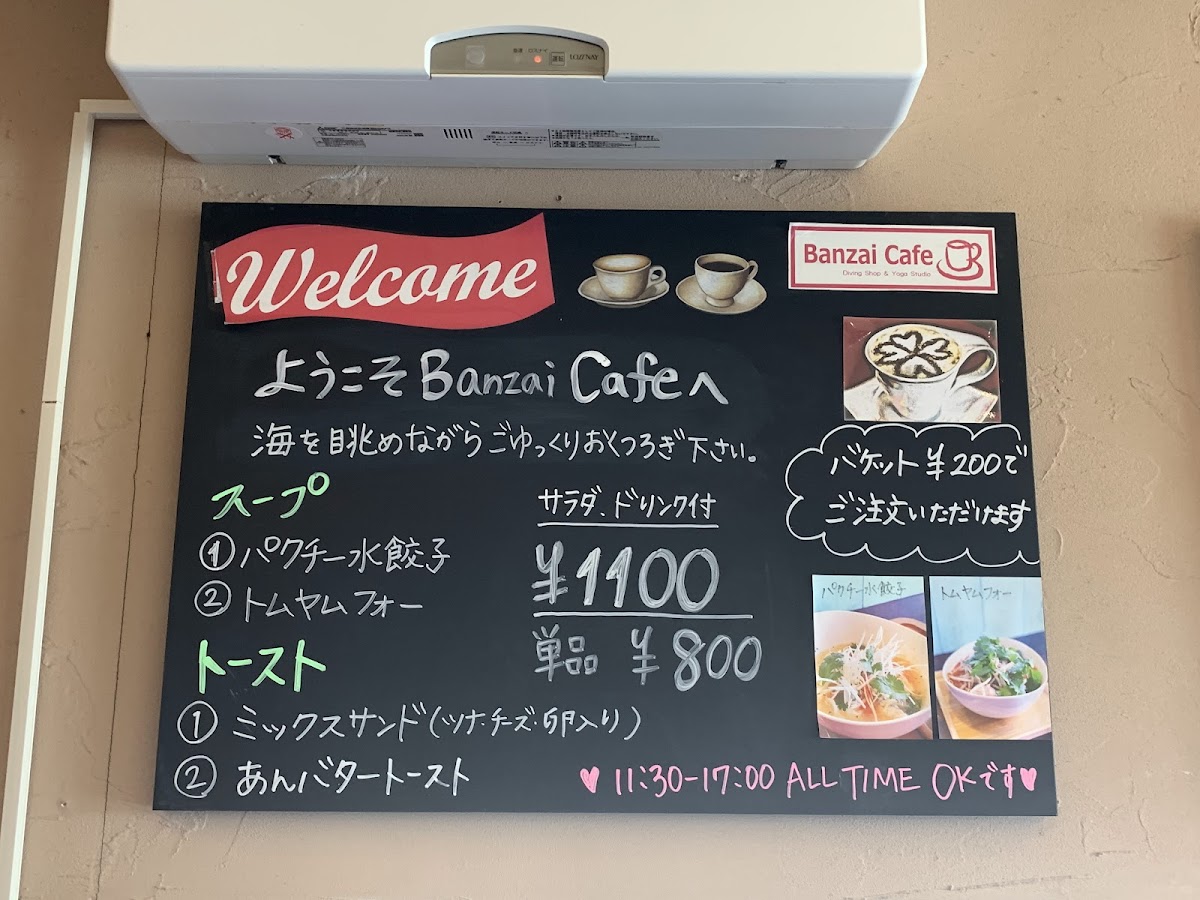 運転
LOSSNAY
Welcome
Banzai Cafe
Diving Shop & Yoga Studio
ようこそ Banzai Cafeへ
海を眺めながらごゆっくりおくつろぎ下さい。
バゲット¥200で
ご注文いただけます
スープ
① パクチー水餃子
② トムヤムフォー
サラダ、ドリンク付
¥1100
単品 ¥800
パクチー水餃子
トムヤムフォー
トースト
① ミックスサンド(ツナ・チーズ・卵入り)
② あんバタートースト
♥ 11:30-17:00 ALL TIME OKです♥